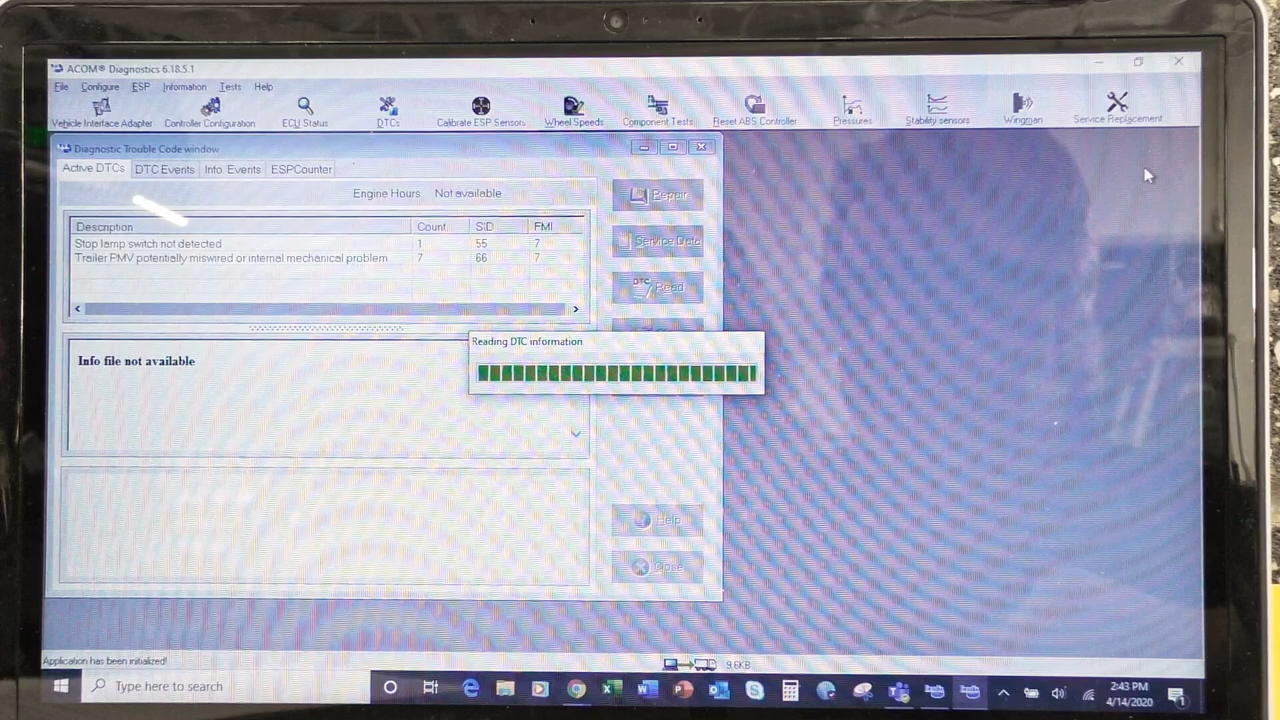 ACOM® Diagnostics 6.18.5.1
File Configure ESP Information Tests Help
Vehicle Interface Adapter Controller Configuration ECU Status DTCs Calibrate ESP Sensors Wheel Speeds Component Tests Reset ABS Controller Pressures Stability sensors Wingman Service Replacement
Diagnostic Trouble Code window
Active DTCs DTC Events Info. Events ESPCounter
Engine Hours Not available
Repair
Description Count SID FMI
Service Data
Stop lamp switch not detected 1 55 7
Trailer PMV potentially miswired or internal mechanical problem 7 66 7
DTC Read
Reading DTC information
Info file not available
Help
Close
Application has been initialized!
9.6KB
Type here to search
2:43 PM
4/14/2020
1